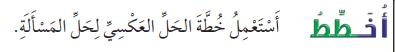 أُخَطِّطُ أَسْتَعْمِلُ خُطَّةَ الحَلِّ العَكْسِيِّ لِحَلِّ المَسْأَلَةِ.